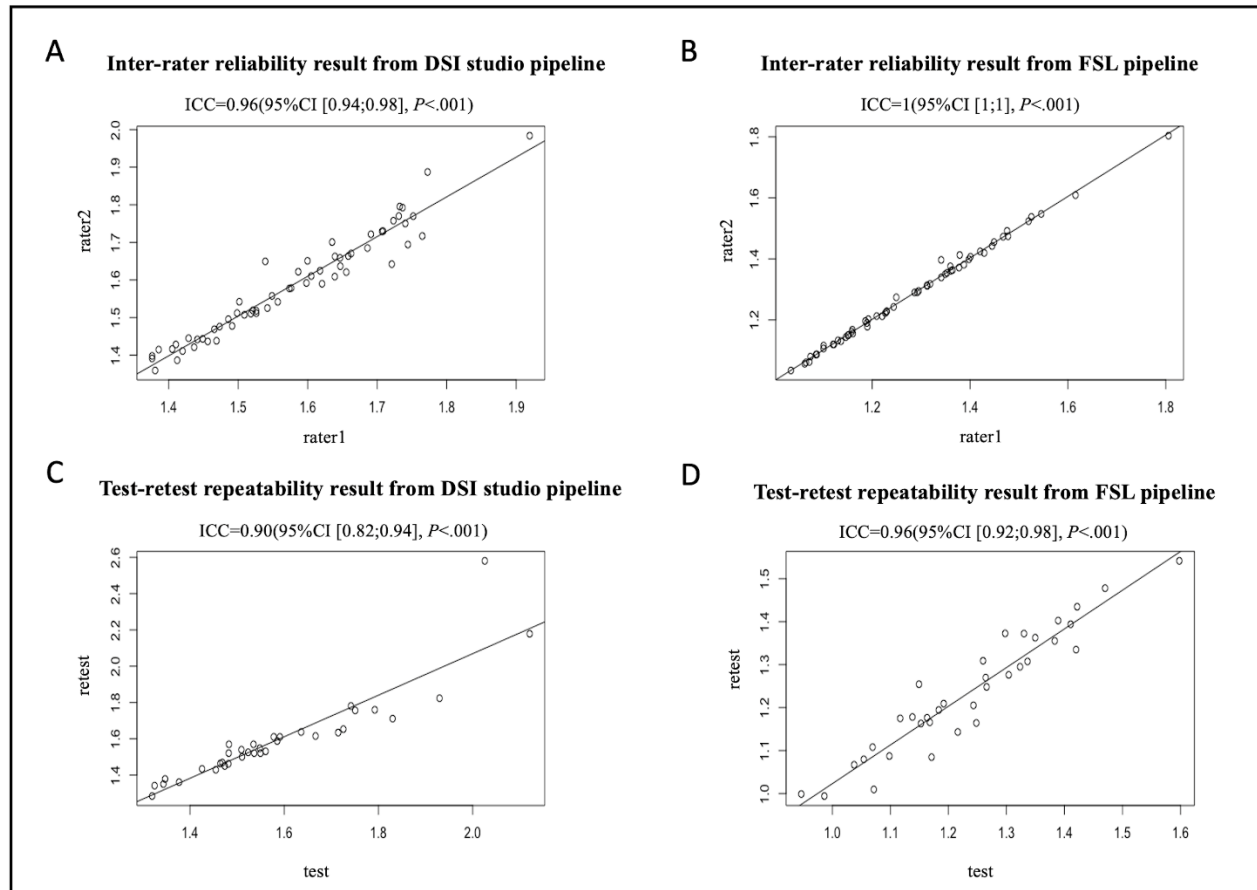 A
Inter-rater reliability result from DSI studio pipeline
ICC=0.96(95%CI [0.94;0.98], P<.001)
2.0
1.9
1.8
1.7
1.6
1.5
1.4
rater2
1.4 1.5 1.6 1.7 1.8 1.9
rater1
B
Inter-rater reliability result from FSL pipeline
ICC=1(95%CI [1;1], P<.001)
1.8
1.6
1.4
1.2
rater2
1.2 1.4 1.6 1.8
rater1
C
Test-retest repeatability result from DSI studio pipeline
ICC=0.90(95%CI [0.82;0.94], P<.001)
2.6
2.4
2.2
2.0
1.8
1.6
1.4
retest
1.4 1.6 1.8 2.0
test
D
Test-retest repeatability result from FSL pipeline
ICC=0.96(95%CI [0.92;0.98], P<.001)
1.5
1.4
1.3
1.2
1.1
1.0
retest
1.0 1.1 1.2 1.3 1.4 1.5 1.6
test